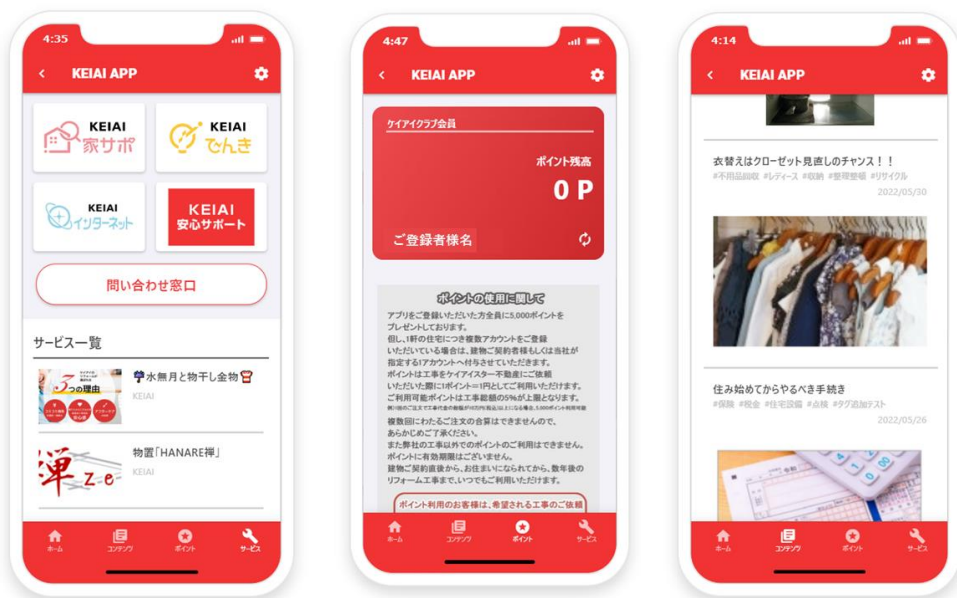 4:35
KEIAI APP
KEIAI
家サポ
KEIAI
でんき
KEIAI
インターネット
KEIAI
安心サポート
問い合わせ窓口
サービス一覧
3つの理由
水無月と物干し金物
KEIAI
禅
Ze
物置「HANARE禅」
KEIAI
ホーム
コンテンツ
ポイント
サービス
4:47
KEIAI APP
ケイアイクラブ会員
ポイント残高
0 P
ご登録者様名
ポイントの使用に関して
アプリをご登録いただいた方全員に5,000ポイントを
プレゼントしております。
但し、1軒の住宅につき複数アカウントをご登録
いただいている場合は、建物ご契約者様もしくは当社が
指定する1アカウントへ付与させていただきます。
ポイントは工事をケイアイスター不動産にご依頼
いただいた際に1ポイント=1円としてご利用いただけます。
ご利用可能ポイントは工事総額の5%が上限となります。
複数回にわたるご注文の合算はできませんので、
あらかじめご了承ください。
また弊社の工事以外でのポイントのご利用はできません。
ポイントに有効期限はございません。
建物ご契約直後から、お住まいになられてから、数年後の
リフォーム工事まで、いつでもご利用いただけます。
ポイント利用のお客様は、希望される工事のご依頼
ホーム
コンテンツ
ポイント
サービス
4:14
KEIAI APP
衣替えはクローゼット見直しのチャンス！！
#不用品回収 #レディース #収納 #整理整頓 #リサイクル
2022/05/30
住み始めてからやるべき手続き
#保険 #税金 #住宅設備 #点検 #タグ追加テスト
2022/05/26
ホーム
コンテンツ
ポイント
サービス